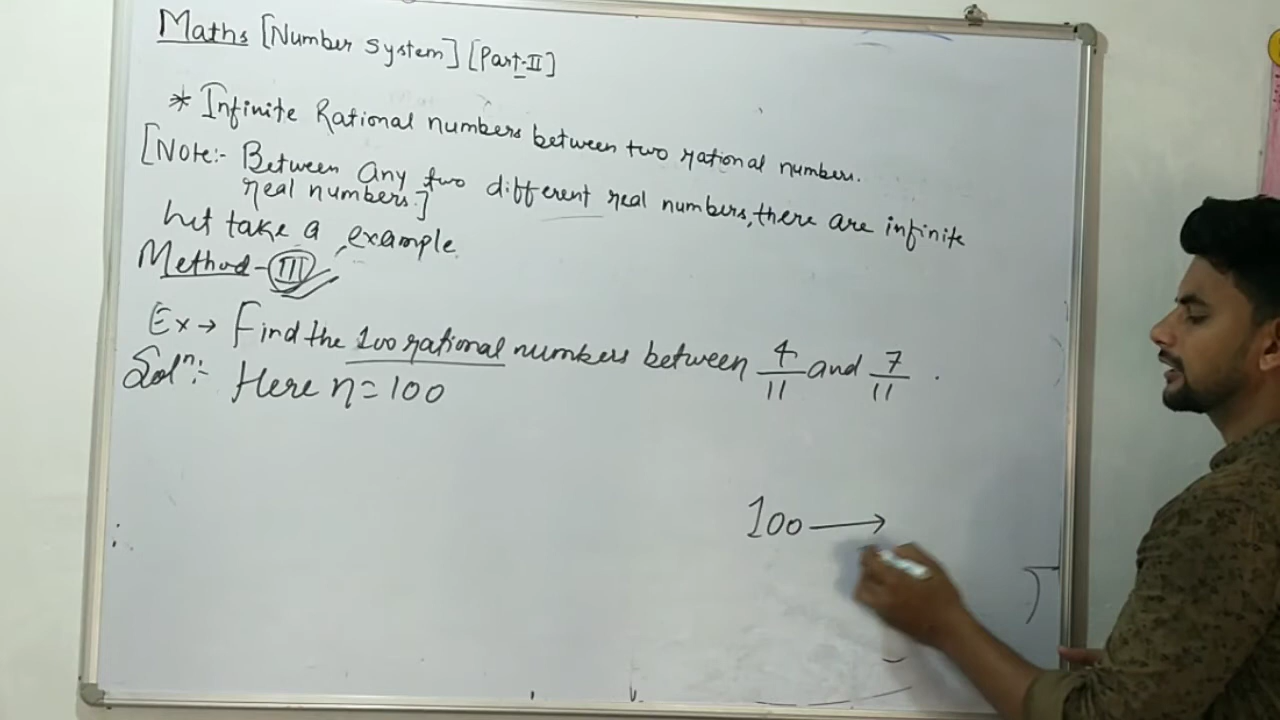 Maths [Number System] [Part-II]
* Infinite Rational numbers between two rational numbers.
[Note:- Between any two different real numbers, there are infinite
real numbers.]
Let take a example.
Method-III
Ex→ Find the 100 rational numbers between 4/11 and 7/11 .
Solⁿ:- Here n=100
100 →